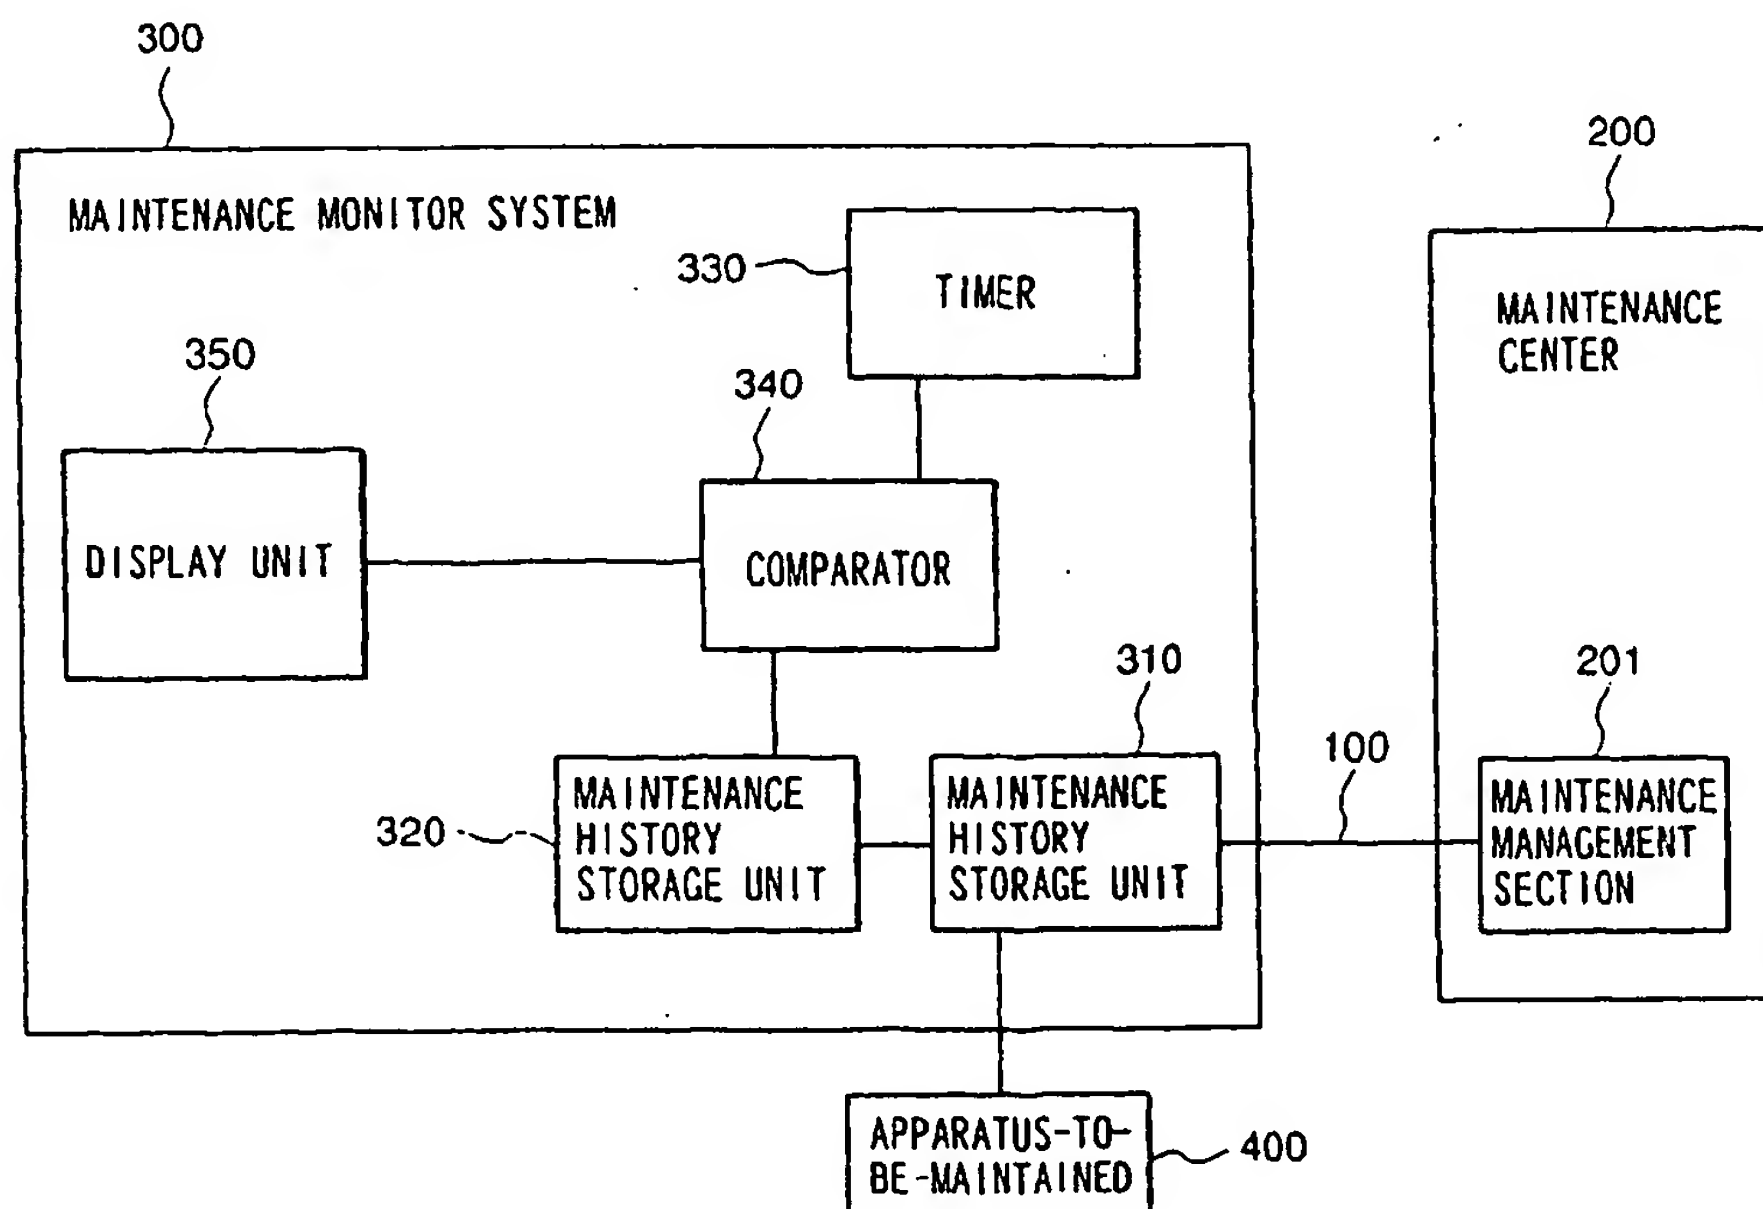 300
200
MAINTENANCE MONITOR SYSTEM
330
TIMER
MAINTENANCE
CENTER
350
340
DISPLAY UNIT
COMPARATOR
310
201
100
320
MAINTENANCE
HISTORY
STORAGE UNIT
MAINTENANCE
HISTORY
STORAGE UNIT
MAINTENANCE
MANAGEMENT
SECTION
APPARATUS-TO-
BE-MAINTAINED
400